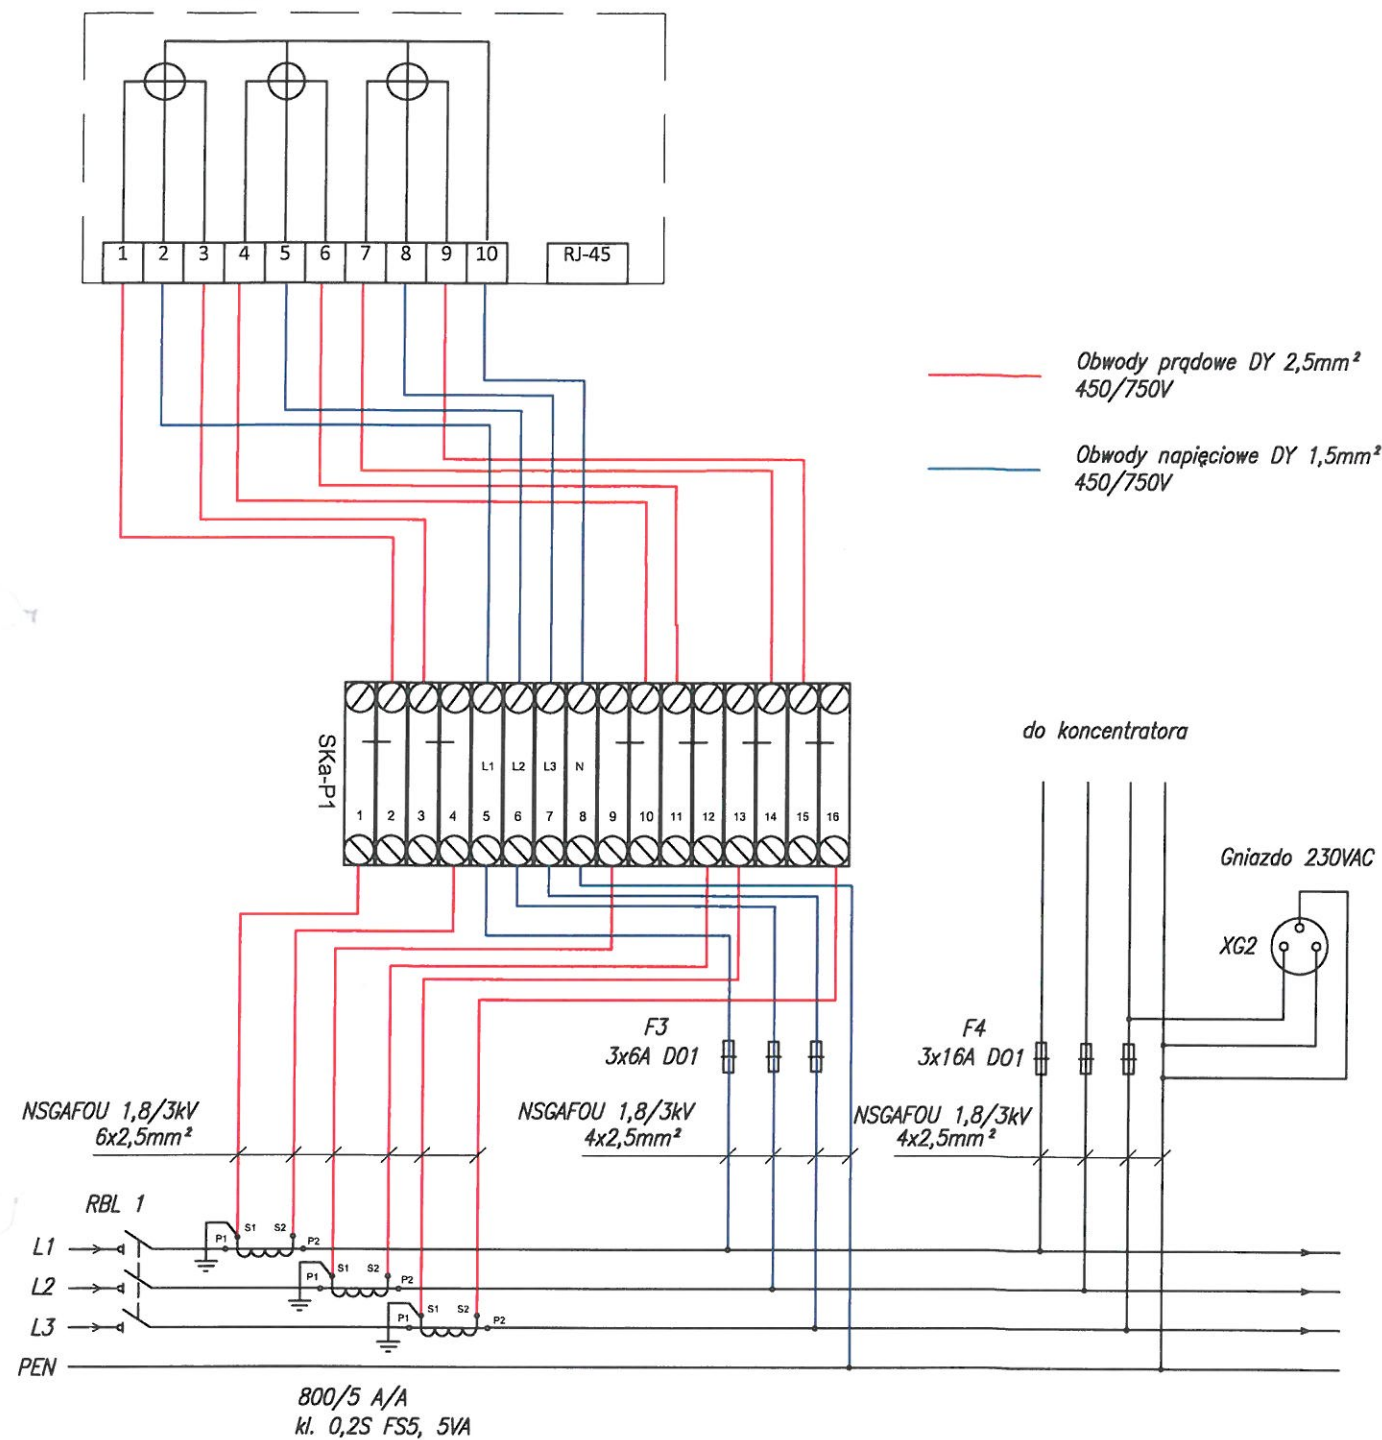 1 2 3 4 5 6 7 8 9 10 RJ-45
Obwody prądowe DY 2,5mm²
450/750V
Obwody napięciowe DY 1,5mm²
450/750V
SKa-P1
L1 L2 L3 N
1 2 3 4 5 6 7 8 9 10 11 12 13 14 15 16
do koncentratora
Gniazdo 230VAC
XG2
F3
3x6A D01
F4
3x16A D01
NSGAFOU 1,8/3kV
6x2,5mm²
NSGAFOU 1,8/3kV
4x2,5mm²
NSGAFOU 1,8/3kV
4x2,5mm²
RBL 1
L1 P1 S1 S2 P2
L2 P1 S1 S2 P2
L3 P1 S1 S2 P2
PEN
800/5 A/A
kl. 0,2S FS5, 5VA